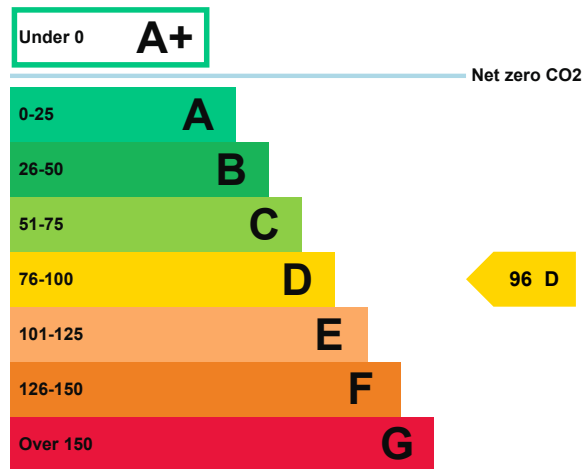 Under 0 A+
Net zero CO2
0-25 A
26-50 B
51-75 C
76-100 D
96 D
101-125 E
126-150 F
Over 150 G